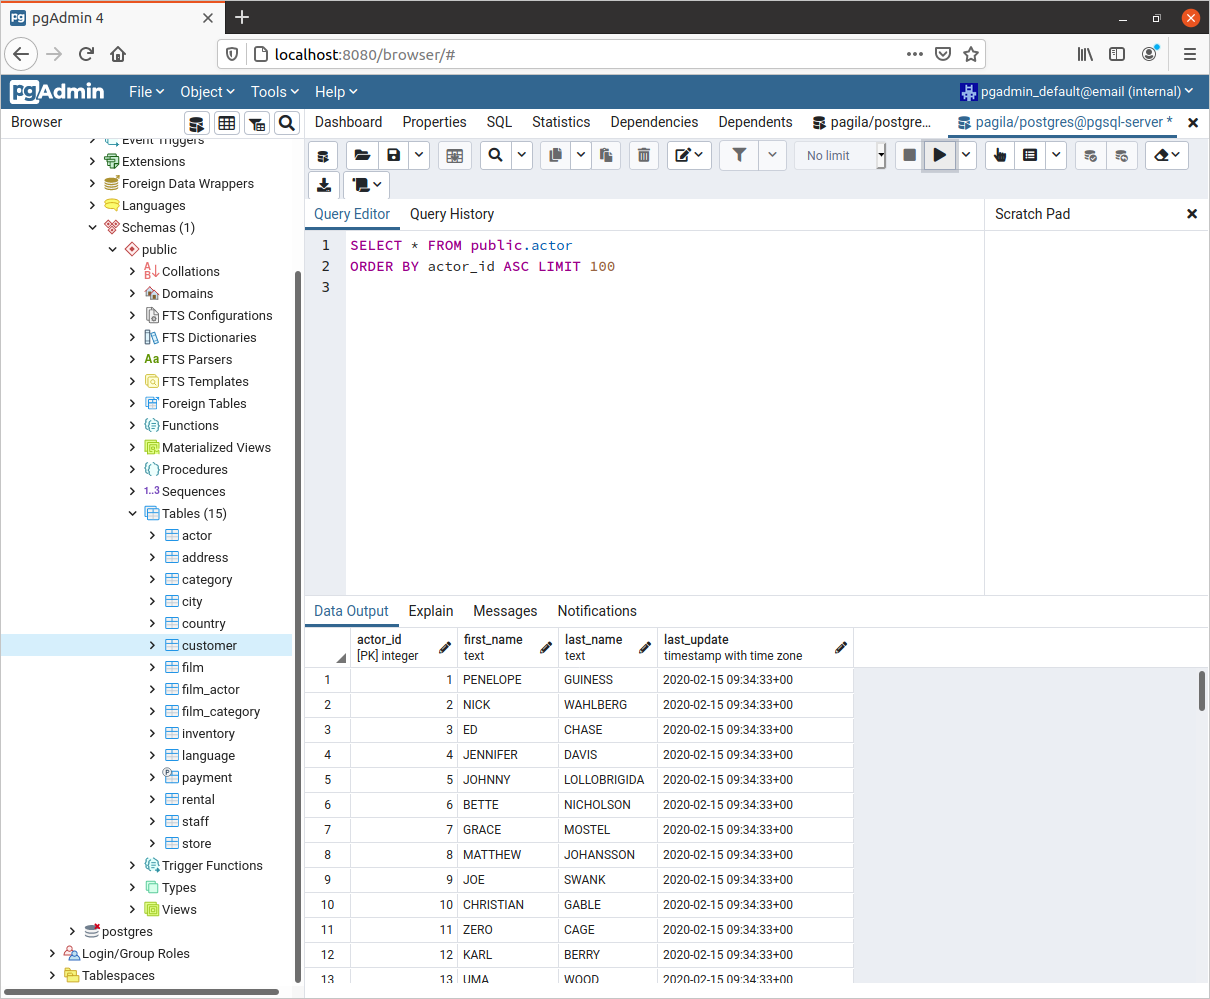 pgAdmin 4
localhost:8080/browser/#
pgAdmin File Object Tools Help pgadmin_default@email (internal)
Browser
Dashboard Properties SQL Statistics Dependencies Dependents pagila/postgre... pagila/postgres@pgsql-server *
No limit
Event Triggers
Extensions
Foreign Data Wrappers
Languages
Schemas (1)
public
Collations
Domains
FTS Configurations
FTS Dictionaries
Aa FTS Parsers
FTS Templates
Foreign Tables
Functions
Materialized Views
Procedures
1..3 Sequences
Tables (15)
actor
address
category
city
country
customer
film
film_actor
film_category
inventory
language
payment
rental
staff
store
Trigger Functions
Types
Views
postgres
Login/Group Roles
Tablespaces
Query Editor Query History
Scratch Pad
1 SELECT * FROM public.actor
2 ORDER BY actor_id ASC LIMIT 100
3
Data Output Explain Messages Notifications
actor_id first_name last_name last_update
[PK] integer text text timestamp with time zone
1 1 PENELOPE GUINESS 2020-02-15 09:34:33+00
2 2 NICK WAHLBERG 2020-02-15 09:34:33+00
3 3 ED CHASE 2020-02-15 09:34:33+00
4 4 JENNIFER DAVIS 2020-02-15 09:34:33+00
5 5 JOHNNY LOLLOBRIGIDA 2020-02-15 09:34:33+00
6 6 BETTE NICHOLSON 2020-02-15 09:34:33+00
7 7 GRACE MOSTEL 2020-02-15 09:34:33+00
8 8 MATTHEW JOHANSSON 2020-02-15 09:34:33+00
9 9 JOE SWANK 2020-02-15 09:34:33+00
10 10 CHRISTIAN GABLE 2020-02-15 09:34:33+00
11 11 ZERO CAGE 2020-02-15 09:34:33+00
12 12 KARL BERRY 2020-02-15 09:34:33+00
13 13 UMA WOOD 2020-02-15 09:34:33+00